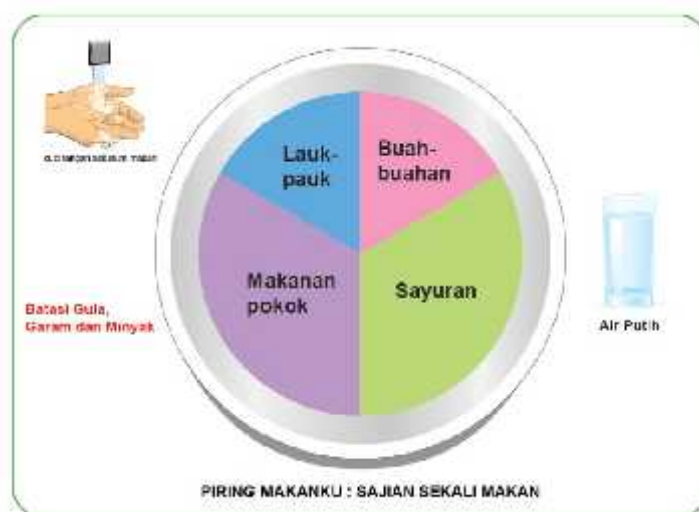 Lauk-
pauk
Buah-
buahan
Makanan
pokok
Sayuran
Batasi Gula,
Garam dan Minyak
Air Putih
PIRING MAKANKU : SAJIAN SEKALI MAKAN